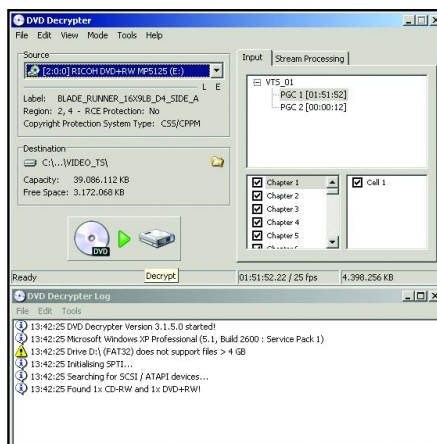 DVD Decrypter
File Edit View Mode Tools Help
Source
[2:0:0] RICOH DVD+RW MP5125 (E:)
L E
Label: BLADE_RUNNER_16X9LB_D4_SIDE_A
Region: 2, 4 - RCE Protection: No
Copyright Protection System Type: CSS/CPPM
Destination
C:\...\VIDEO_TS\
Capacity: 39.086.112 KB
Free Space: 3.172.068 KB
DVD
Decrypt
Input Stream Processing
VTS_01
PGC 1 [01:51:52]
PGC 2 [00:00:12]
Chapter 1
Chapter 2
Chapter 3
Chapter 4
Chapter 5
Cell 1
Ready
01:51:52.22 / 25 fps
4.398.256 KB
DVD Decrypter Log
File Edit Tools
13:42:25 DVD Decrypter Version 3.1.5.0 started!
13:42:25 Microsoft Windows XP Professional (5.1, Build 2600 : Service Pack 1)
13:42:25 Drive D:\ (FAT32) does not support files > 4 GB
13:42:25 Initialising SPTI...
13:42:25 Searching for SCSI / ATAPI devices...
13:42:25 Found 1x CD-RW and 1x DVD+RW!